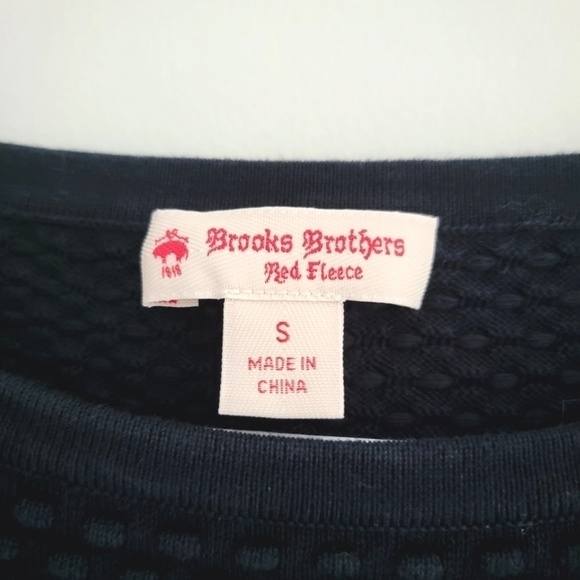 Brooks Brothers
Red Fleece
1818
S
MADE IN
CHINA